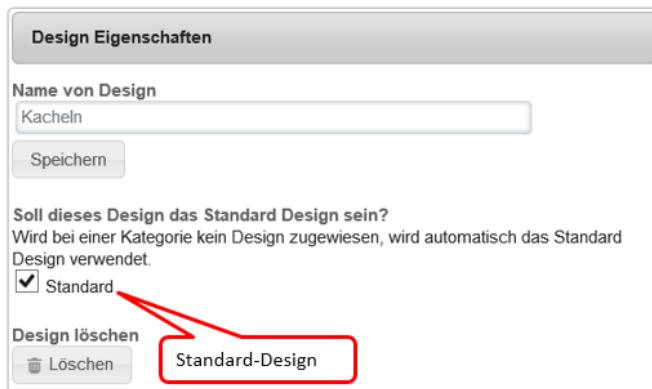 Design Eigenschaften
Name von Design
Kacheln
Speichern
Soll dieses Design das Standard Design sein?
Wird bei einer Kategorie kein Design zugewiesen, wird automatisch das Standard
Design verwendet.
Standard
Design löschen
Löschen
Standard-Design